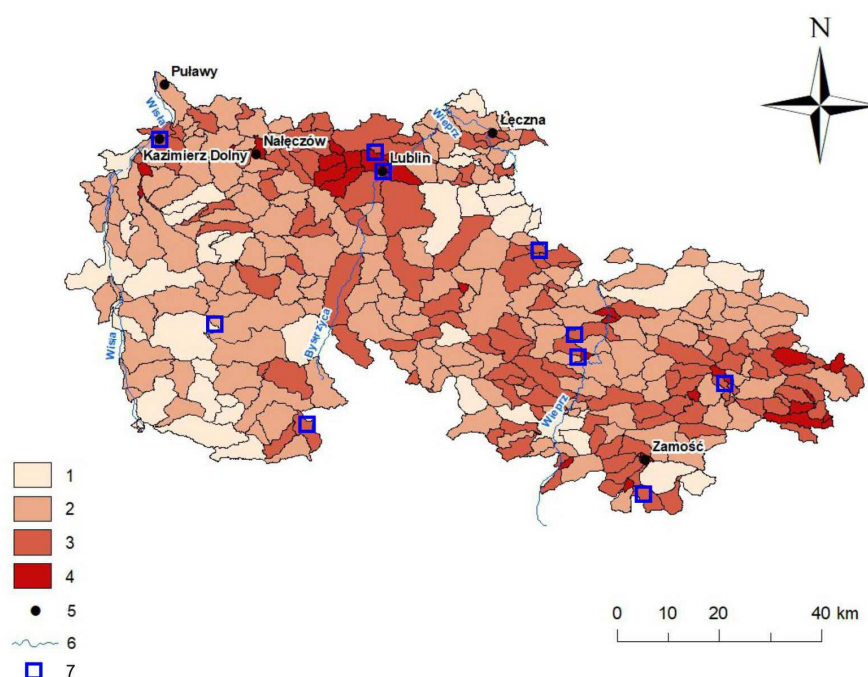 N
Puławy
Wisła
Wieprz
Łęczna
Nałęczów
Kazimierz Dolny
Lublin
Bystrzyca
Wisła
Wieprz
Zamość
1
2
3
4
5
6
7
0 10 20 40 km